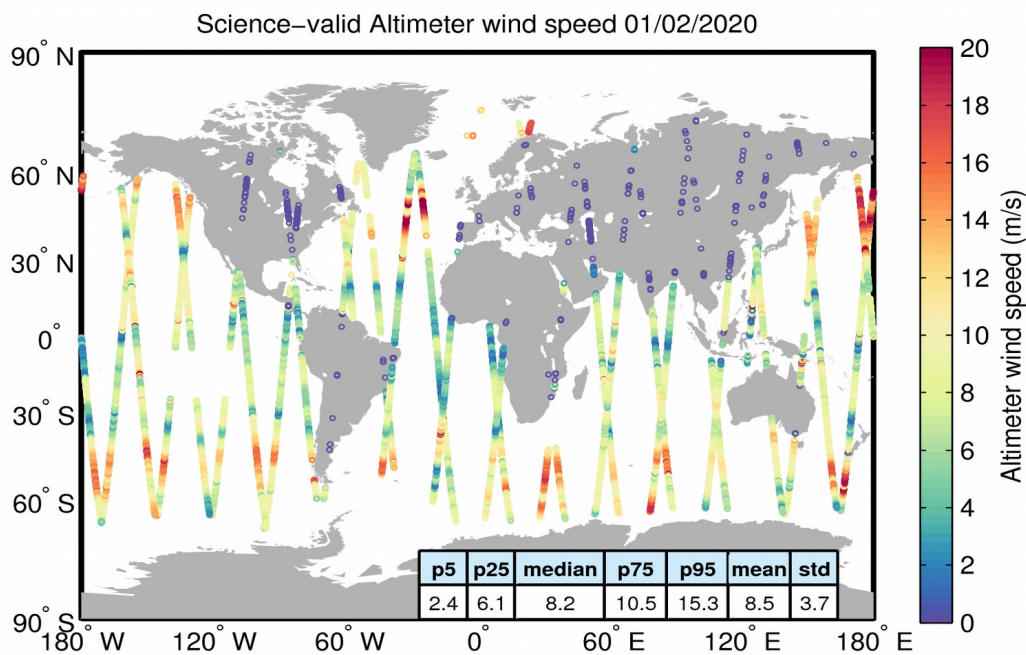 Science−valid Altimeter wind speed 01/02/2020
90° N
60° N
30° N
0°
30° S
60° S
90° S
180° W
120° W
60° W
0°
60° E
120° E
180° E
p5 p25 median p75 p95 mean std
2.4 6.1 8.2 10.5 15.3 8.5 3.7
20
18
16
14
12
10
8
6
4
2
0
Altimeter wind speed (m/s)